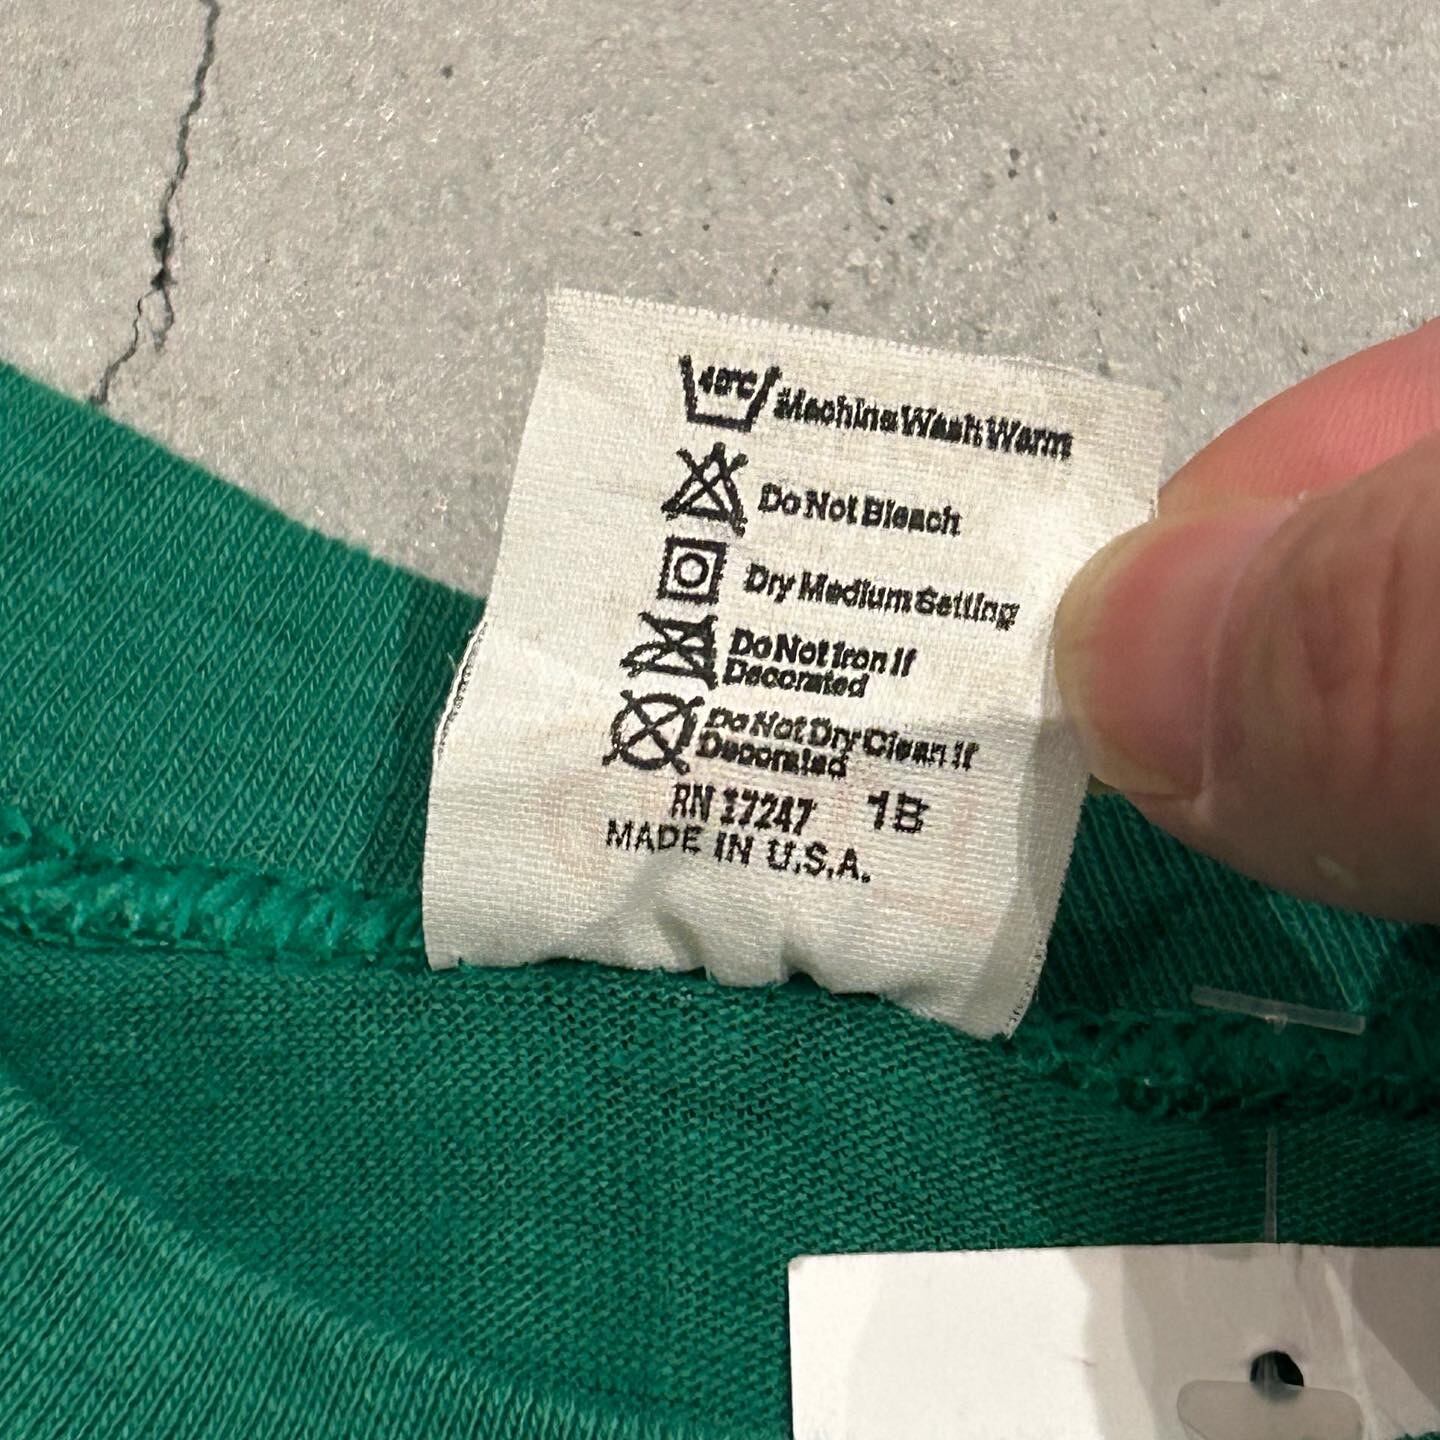 40°C Machine Wash Warm
Do Not Bleach
Dry Medium Setting
Do Not Iron If
Decorated
Do Not Dry Clean If
Decorated
RN 17247 1B
MADE IN U.S.A.